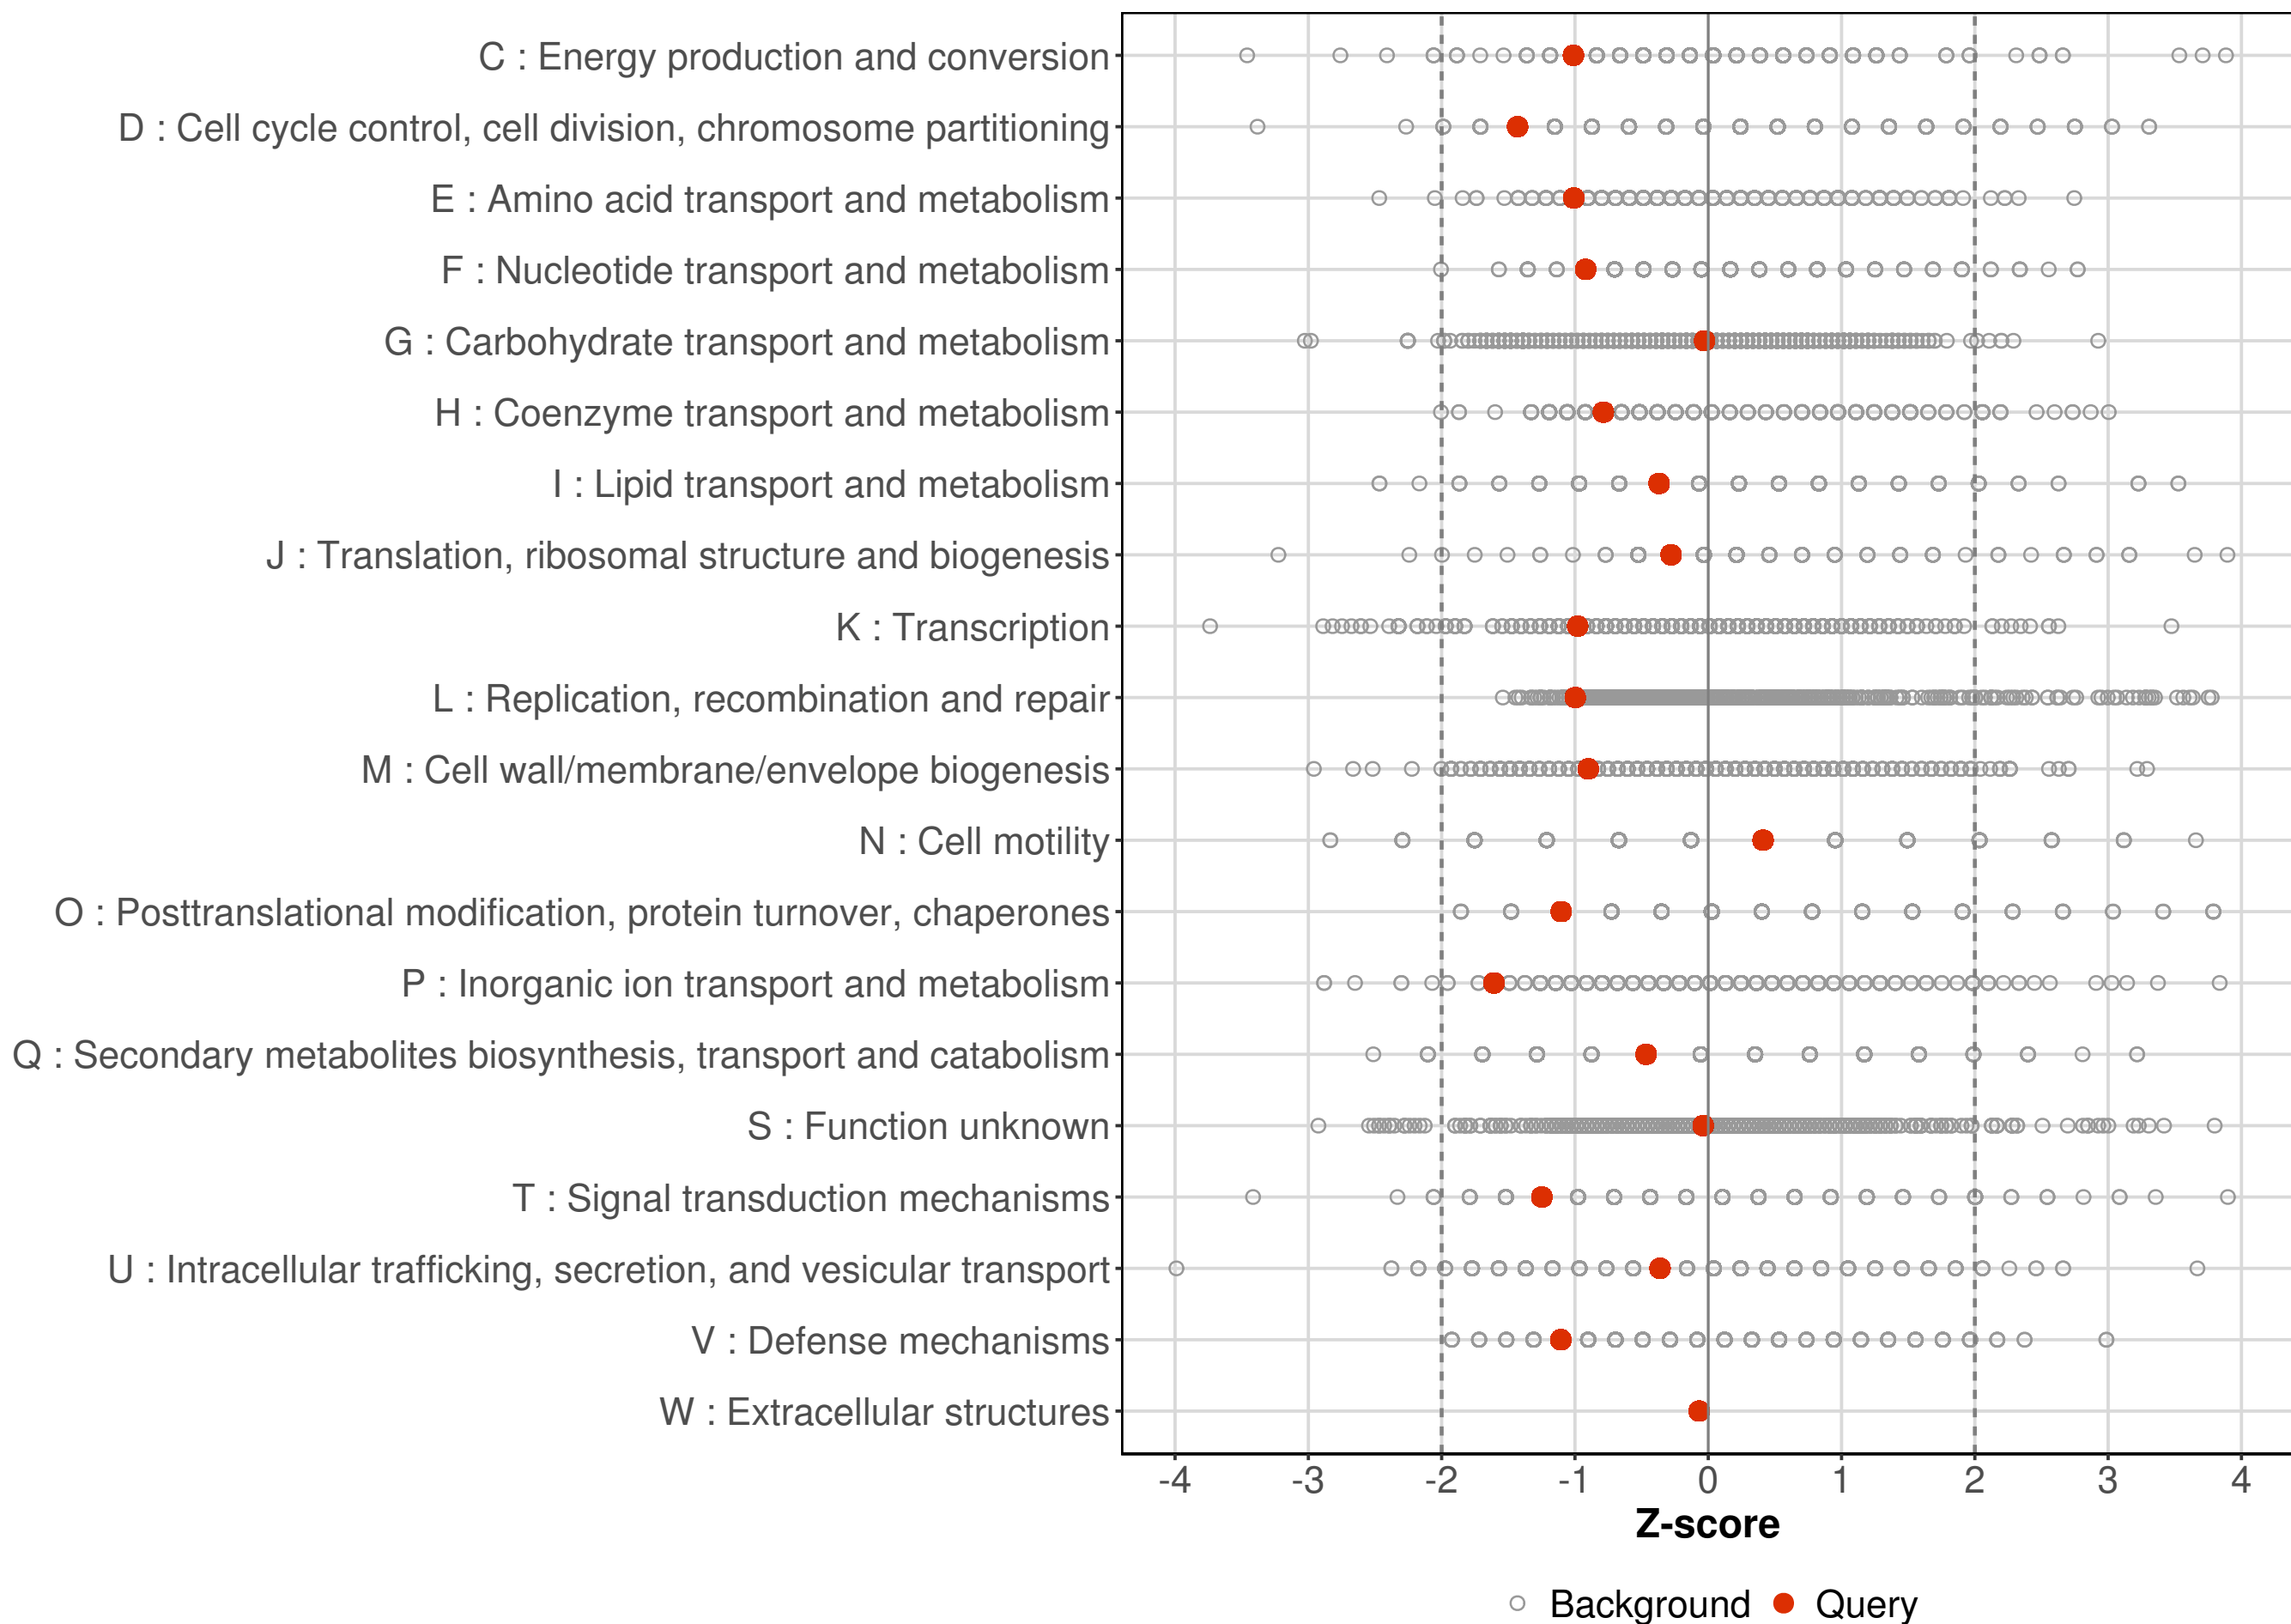 C : Energy production and conversion
D : Cell cycle control, cell division, chromosome partitioning
E : Amino acid transport and metabolism
F : Nucleotide transport and metabolism
G : Carbohydrate transport and metabolism
H : Coenzyme transport and metabolism
I : Lipid transport and metabolism
J : Translation, ribosomal structure and biogenesis
K : Transcription
L : Replication, recombination and repair
M : Cell wall/membrane/envelope biogenesis
N : Cell motility
O : Posttranslational modification, protein turnover, chaperones
P : Inorganic ion transport and metabolism
Q : Secondary metabolites biosynthesis, transport and catabolism
S : Function unknown
T : Signal transduction mechanisms
U : Intracellular trafficking, secretion, and vesicular transport
V : Defense mechanisms
W : Extracellular structures
-4 -3 -2 -1 0 1 2 3 4
Z-score
Background Query